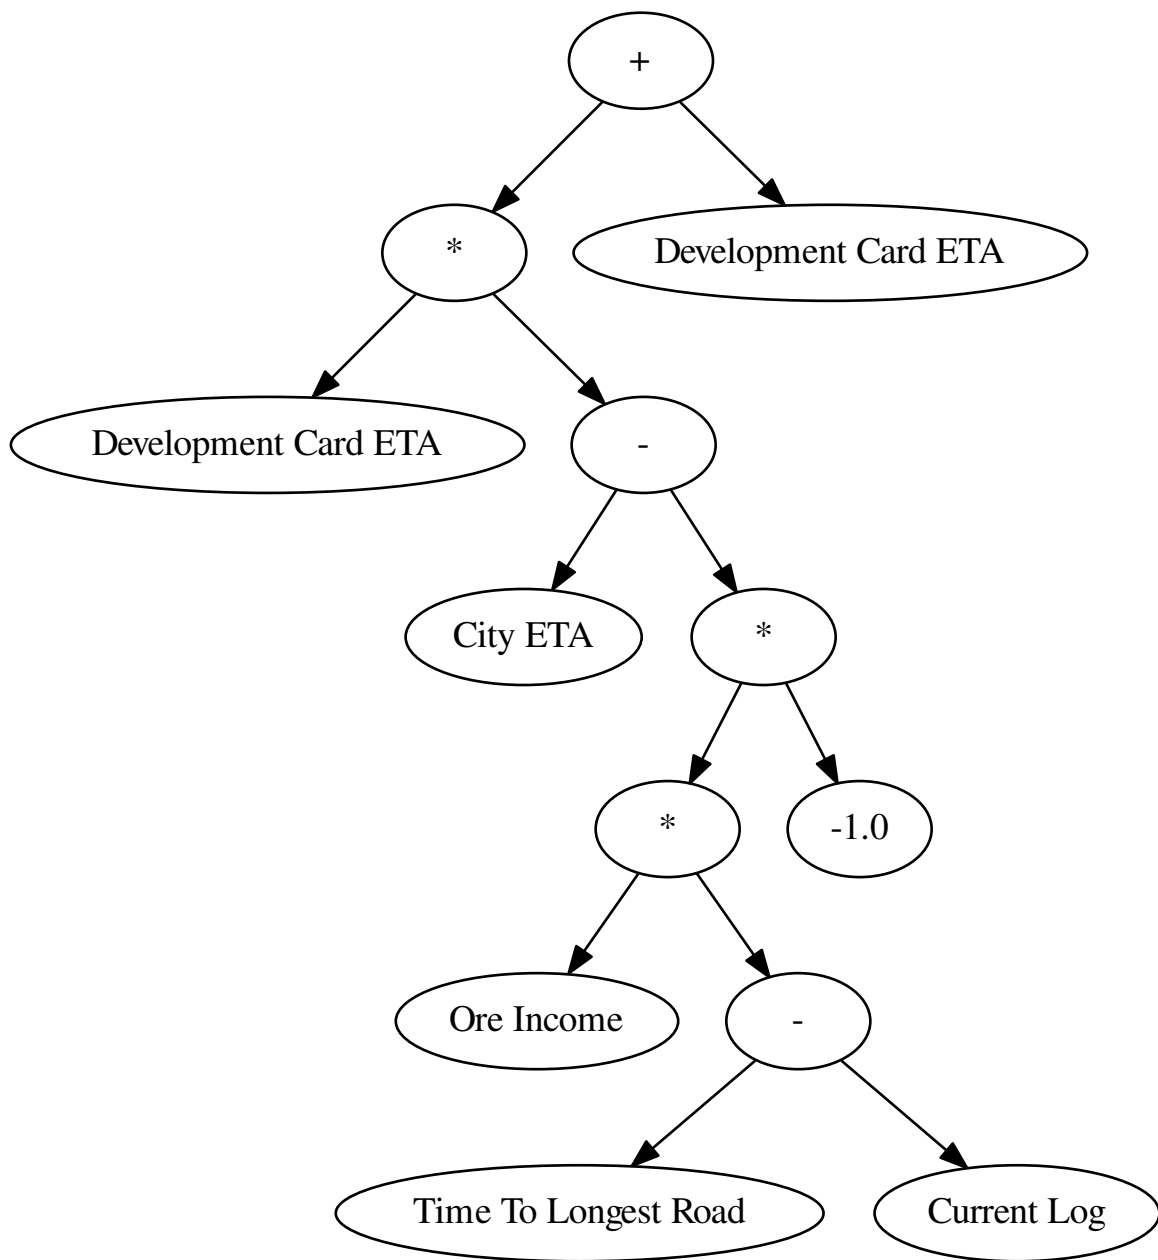 +
*
Development Card ETA
Development Card ETA
-
City ETA
*
*
-1.0
Ore Income
-
Time To Longest Road
Current Log